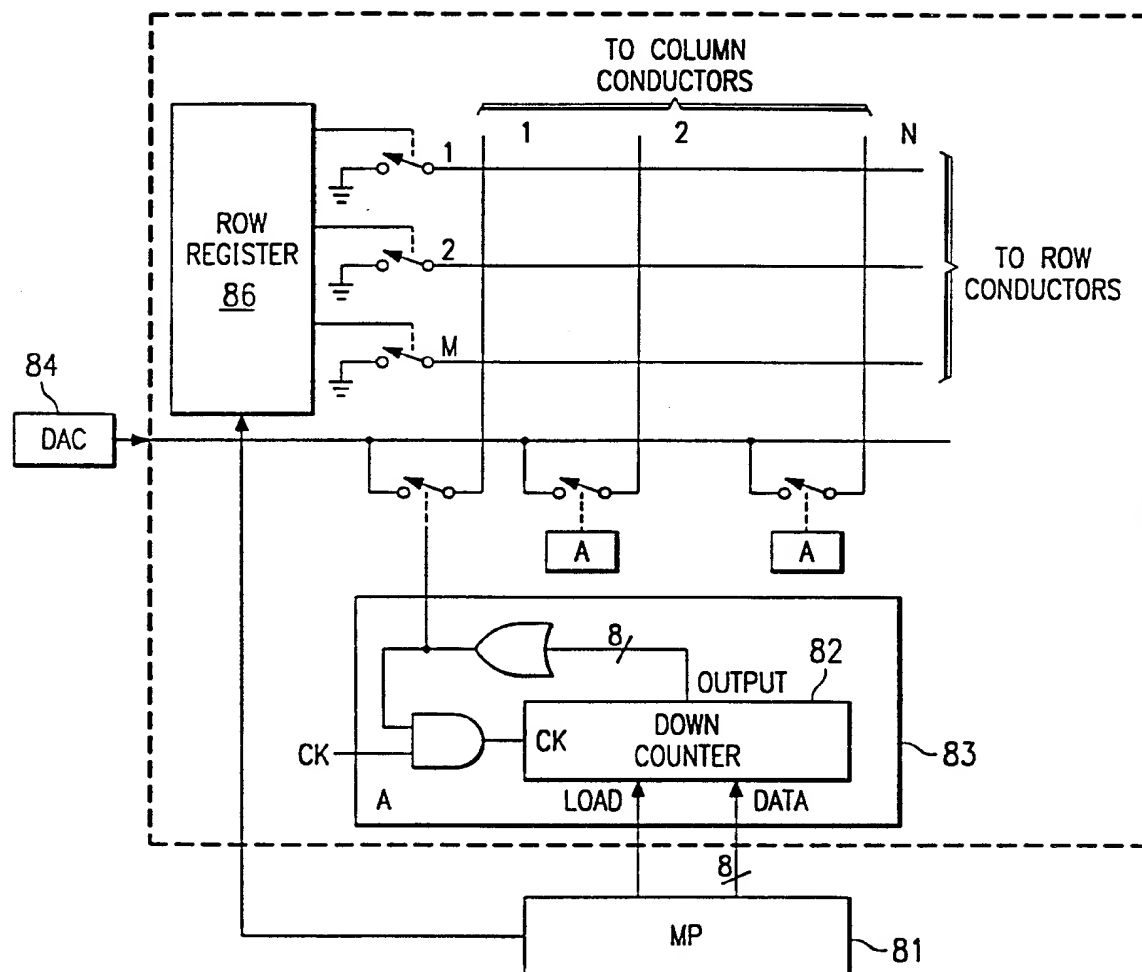 TO COLUMN
CONDUCTORS
1 2 N
ROW
REGISTER
86
1
2
M
TO ROW
CONDUCTORS
84
DAC
A A
8
OUTPUT
82
CK
CK
DOWN
COUNTER
83
A
LOAD
DATA
8
MP
81